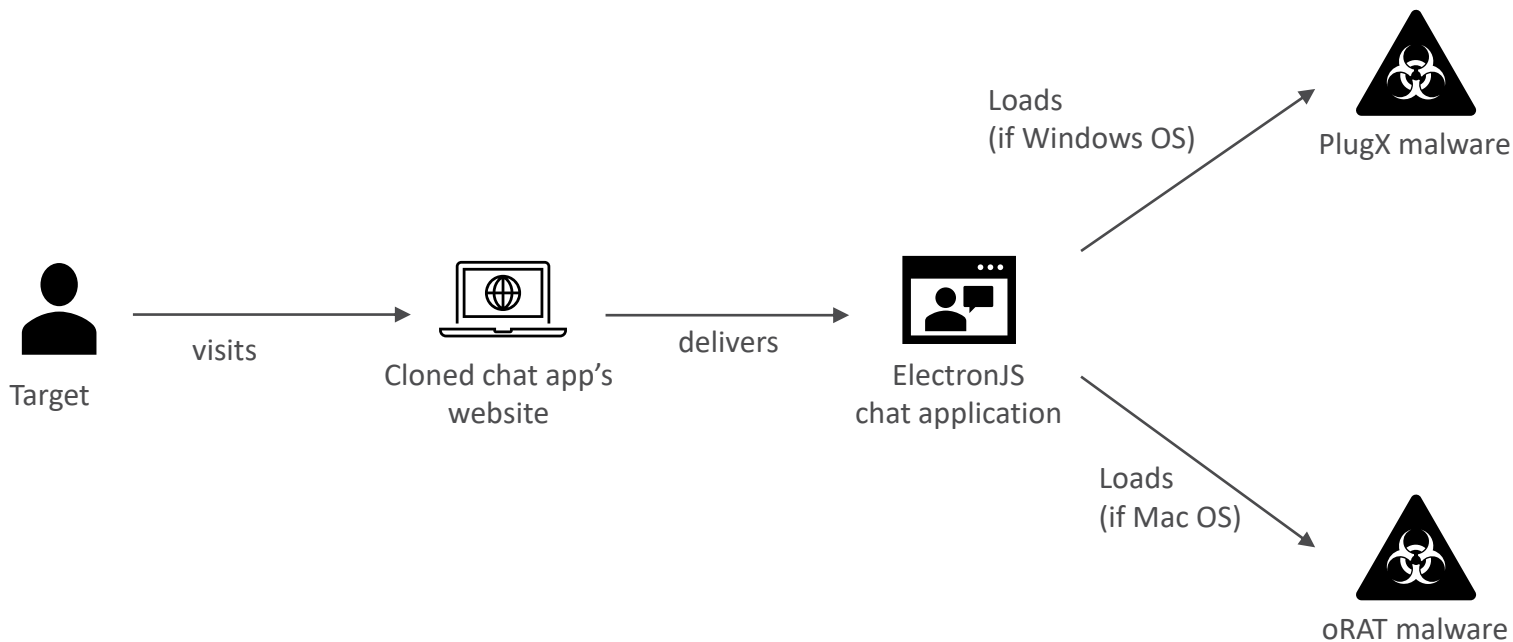 Loads
(if Windows OS)
PlugX malware
visits
delivers
Target
Cloned chat app’s
website
ElectronJS
chat application
Loads
(if Mac OS)
oRAT malware